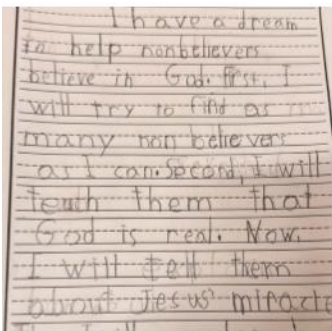 I have a dream
to help nonbelievers
believe in God. First, I
will try to find as
many non believers
as I can. Second, I will
teach them that
God is real. Now,
I will tell them
about Jesus' miracle